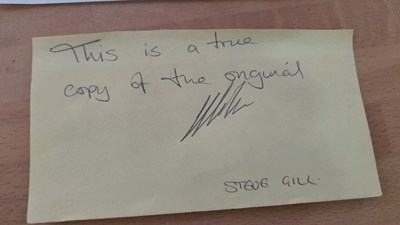 This is a true
copy of the original
STEVE GILL.